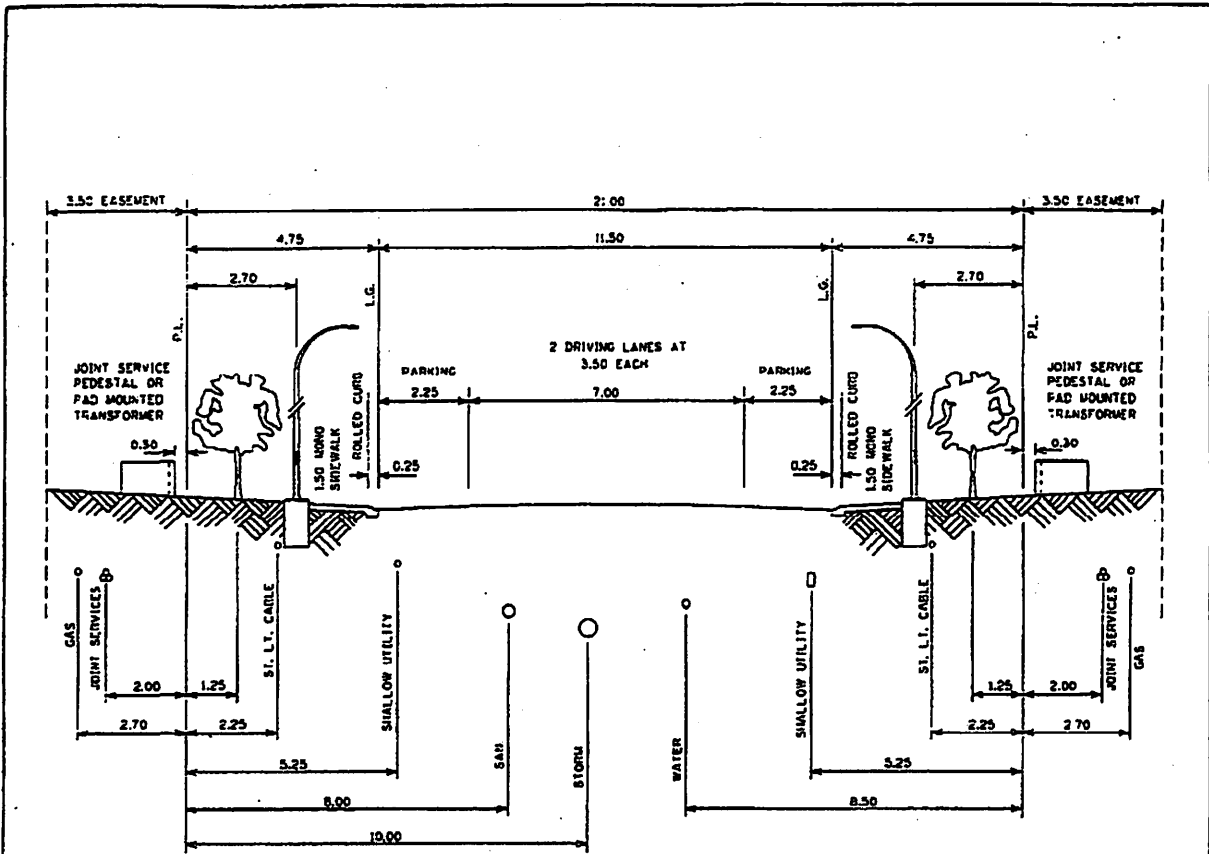 3.50 EASEMENT
21.00
3.50 EASEMENT
4.75
11.50
4.75
2.70
2.70
L.G.
L.G.
P.L.
P.L.
2 DRIVING LANES AT
3.50 EACH
JOINT SERVICE
PEDESTAL OR
PAD MOUNTED
TRANSFORMER
JOINT SERVICE
PEDESTAL OR
PAD MOUNTED
TRANSFORMER
PARKING
PARKING
2.25
7.00
2.25
0.30
0.30
1.50 MONO
SIDEWALK
ROLLED CURB
0.25
0.25
ROLLED CURB
1.50 MONO
SIDEWALK
GAS
JOINT SERVICES
ST. LT. CABLE
SHALLOW UTILITY
SAN
STORM
WATER
SHALLOW UTILITY
ST. LT. CABLE
JOINT SERVICES
GAS
2.00
1.25
1.25
2.00
2.70
2.25
2.25
2.70
5.25
5.25
8.00
8.50
10.00